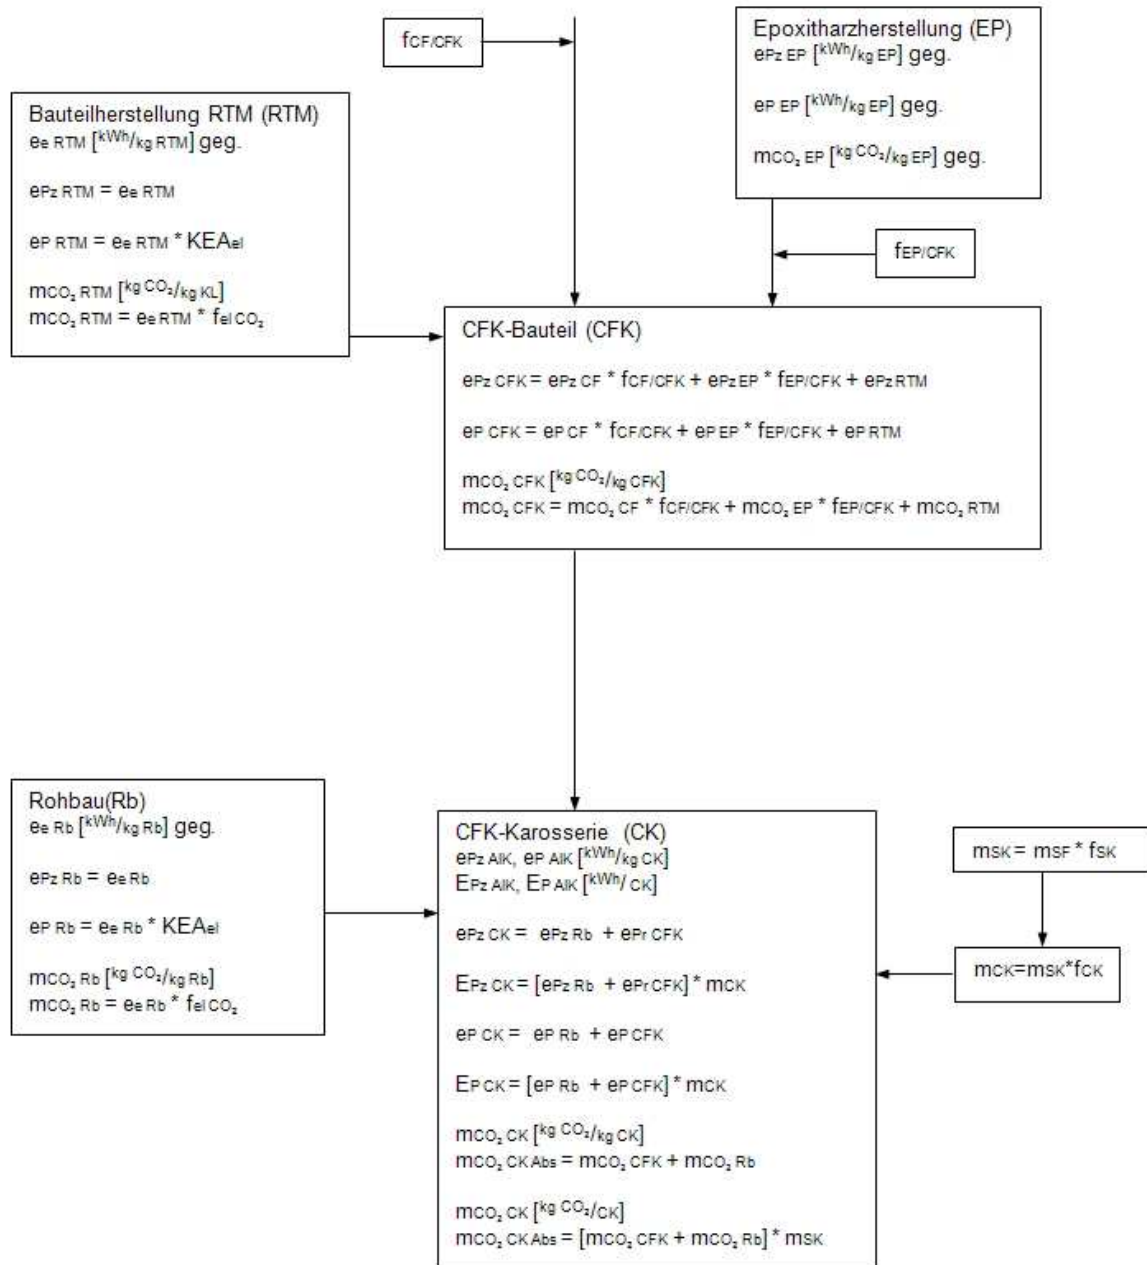 fCF/CFK
Epoxitharzherstellung (EP)
ePz EP [kWh/kg EP] geg.
eP EP [kWh/kg EP] geg.
mCO₂ EP [kg CO₂/kg EP] geg.
Bauteilherstellung RTM (RTM)
ee RTM [kWh/kg RTM] geg.
ePz RTM = ee RTM
eP RTM = ee RTM * KEAel
mCO₂ RTM [kg CO₂/kg KL]
mCO₂ RTM = ee RTM * fel CO₂
fEP/CFK
CFK-Bauteil (CFK)
ePz CFK = ePz CF * fCF/CFK + ePz EP * fEP/CFK + ePz RTM
eP CFK = eP CF * fCF/CFK + eP EP * fEP/CFK + eP RTM
mCO₂ CFK [kg CO₂/kg CFK]
mCO₂ CFK = mCO₂ CF * fCF/CFK + mCO₂ EP * fEP/CFK + mCO₂ RTM
Rohbau(Rb)
ee Rb [kWh/kg Rb] geg.
ePz Rb = ee Rb
eP Rb = ee Rb * KEAel
mCO₂ Rb [kg CO₂/kg Rb]
mCO₂ Rb = ee Rb * fel CO₂
CFK-Karosserie (CK)
ePz AlK, eP AlK [kWh/kg CK]
EPz AlK, EP AlK [kWh/ CK]
ePz CK = ePz Rb + ePr CFK
EPz CK = [ePz Rb + ePr CFK] * mCK
eP CK = eP Rb + eP CFK
EP CK = [eP Rb + eP CFK] * mCK
mCO₂ CK [kg CO₂/kg CK]
mCO₂ CK Abs = mCO₂ CFK + mCO₂ Rb
mCO₂ CK [kg CO₂/CK]
mCO₂ CK Abs = [mCO₂ CFK + mCO₂ Rb] * mSK
mSK = mSF * fSK
mCK=mSK*fCK